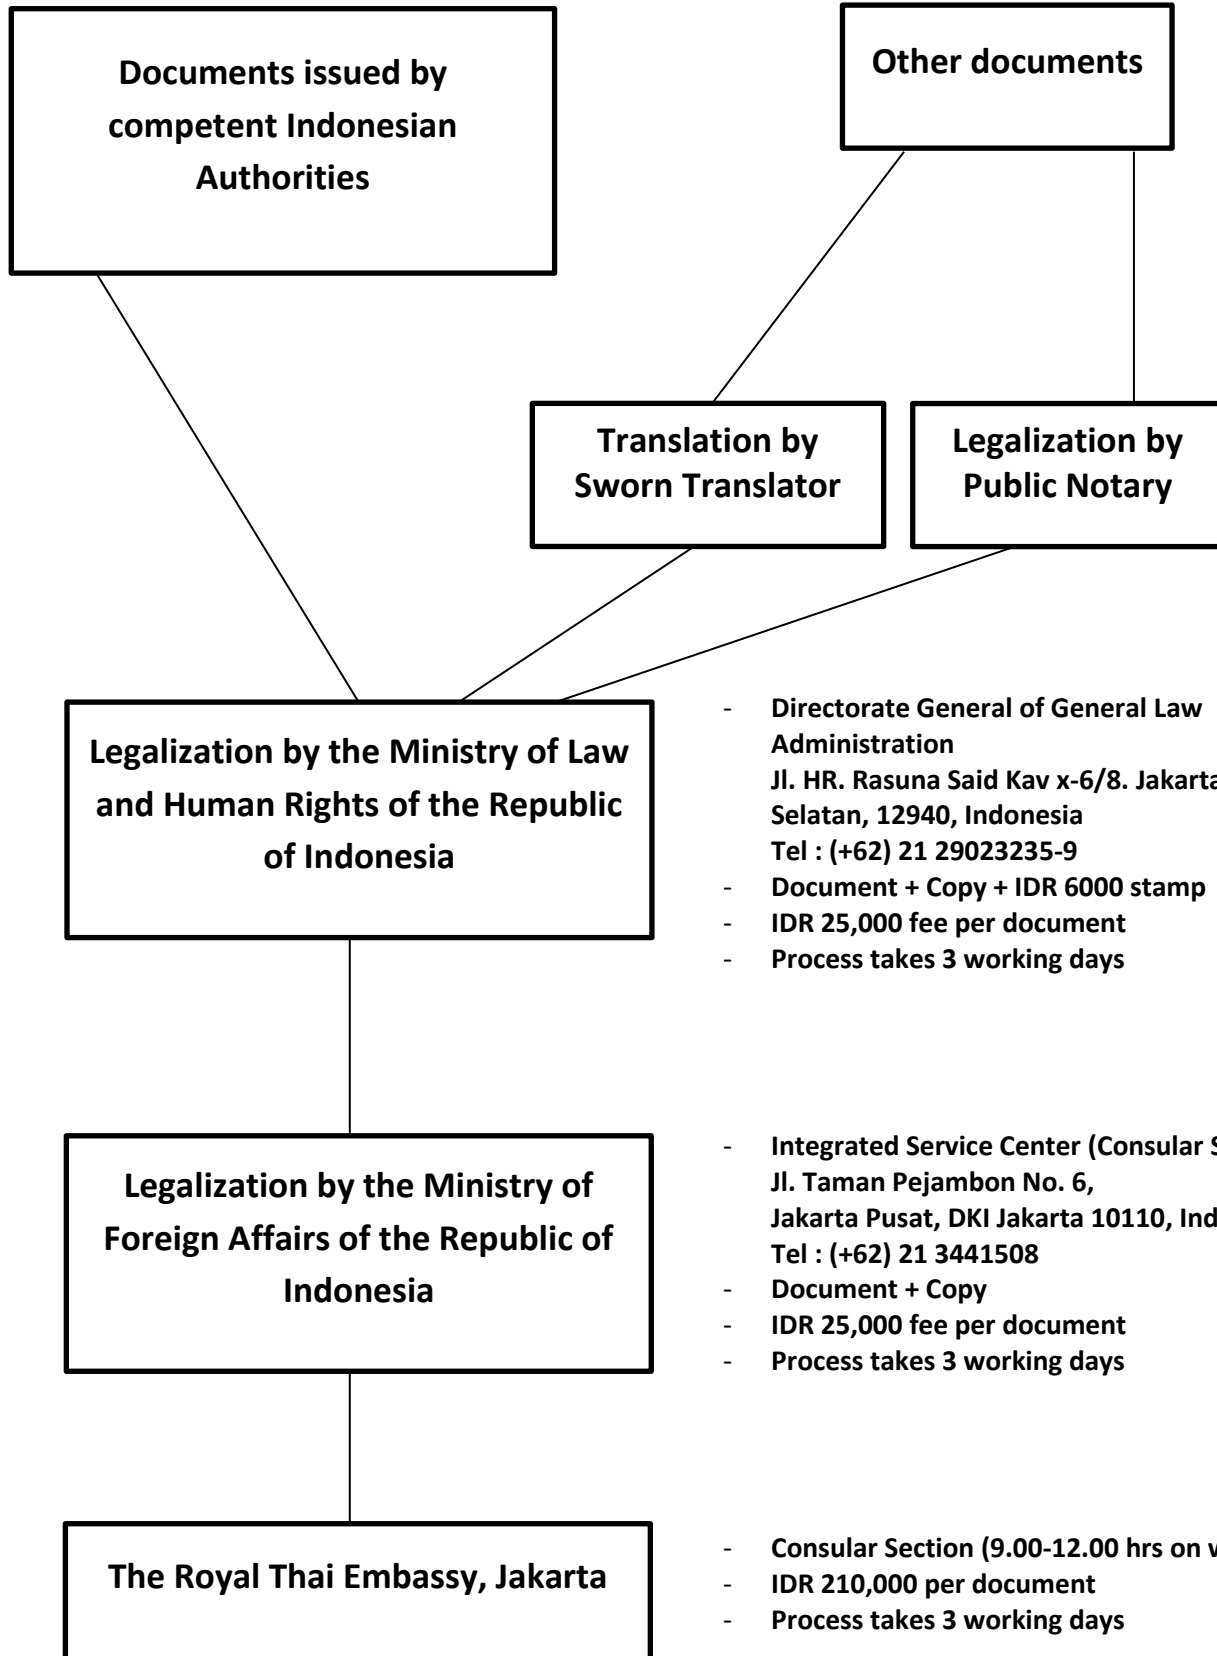 Documents issued by
competent Indonesian
Authorities
Other documents
Translation by
Sworn Translator
Legalization by
Public Notary
Legalization by the Ministry of Law
and Human Rights of the Republic
of Indonesia
- Directorate General of General Law
Administration
Jl. HR. Rasuna Said Kav x-6/8. Jakarta
Selatan, 12940, Indonesia
Tel : (+62) 21 29023235-9
- Document + Copy + IDR 6000 stamp
- IDR 25,000 fee per document
- Process takes 3 working days
Legalization by the Ministry of
Foreign Affairs of the Republic of
Indonesia
- Integrated Service Center (Consular
Jl. Taman Pejambon No. 6,
Jakarta Pusat, DKI Jakarta 10110,
Tel : (+62) 21 3441508
- Document + Copy
- IDR 25,000 fee per document
- Process takes 3 working days
The Royal Thai Embassy, Jakarta
- Consular Section (9.00-12.00 hrs on
- IDR 210,000 per document
- Process takes 3 working days